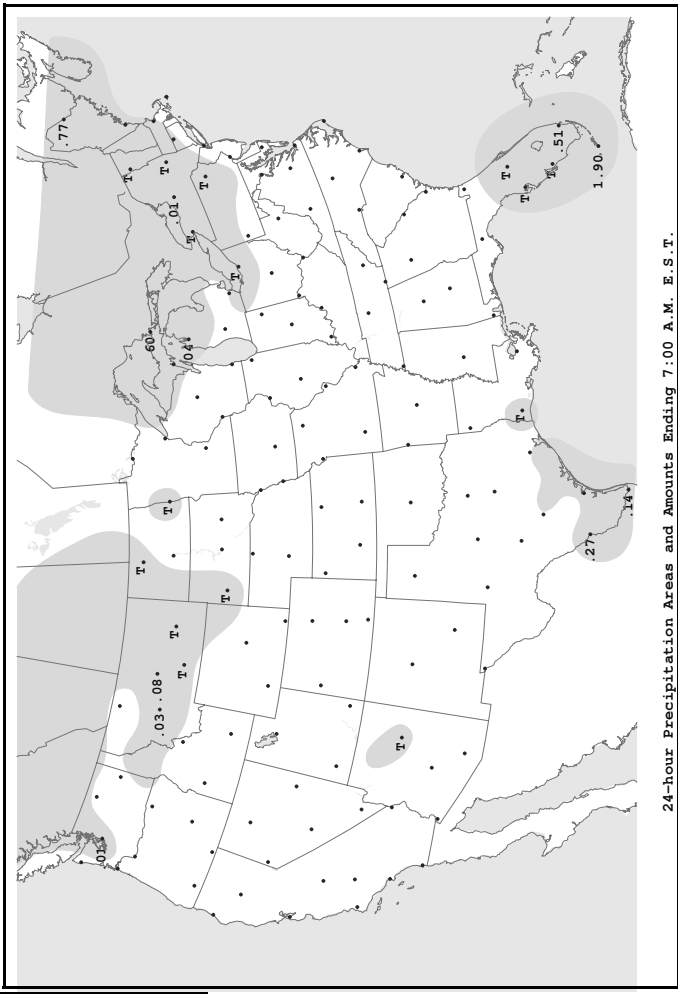 .77
.01
T
T
.60
.08
.03
T
T
.01
T
T
.04
T
T
T
T
T
T
T
T
T
.51
.27
1.90
.14
24-hour Precipitation Areas and Amounts Ending 7:00 A.M. E.S.T.